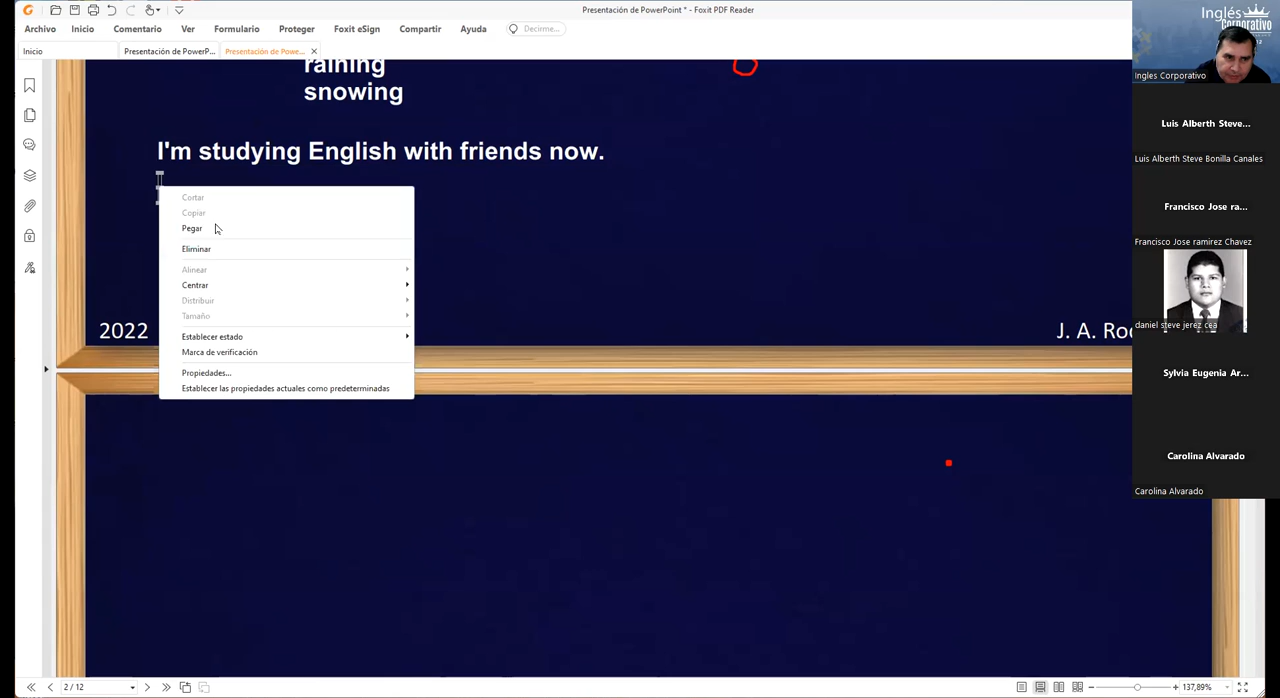 Presentación de PowerPoint * - Foxit PDF Reader
Archivo Inicio Comentario Ver Formulario Proteger Foxit eSign Compartir Ayuda Decirme...
Inicio Presentación de PowerP... Presentación de Powe...
raining
snowing
I'm studying English with friends now.
Cortar
Copiar
Pegar
Eliminar
Alinear
Centrar
Distribuir
Tamaño
Establecer estado
Marca de verificación
Propiedades...
Establecer las propiedades actuales como predeterminadas
2022
J. A. Ro
Inglés
Corporativo
Ingles Corporativo
Luis Alberth Steve...
Luis Alberth Steve Bonilla Canales
Francisco Jose ra...
Francisco Jose ramirez Chavez
daniel steve jerez cea
Sylvia Eugenia Ar...
Carolina Alvarado
Carolina Alvarado
2 / 12
137,89%